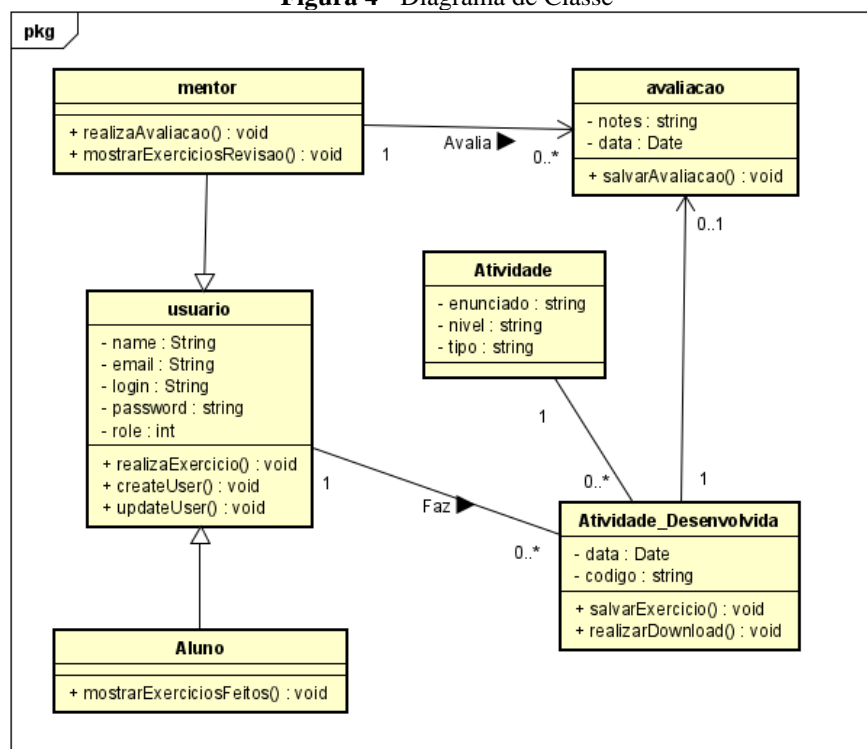 Figura 4 - Diagrama de Classe
pkg
mentor
+ realizaAvaliacao() : void
+ mostrarExerciciosRevisao() : void
avaliacao
- notes : string
- data : Date
+ salvarAvaliacao() : void
1
Avalia
0..*
0..1
Atividade
- enunciado : string
- nivel : string
- tipo : string
usuario
- name : String
- email : String
- login : String
- password : string
- role : int
+ realizaExercicio() : void
+ createUser() : void
+ updateUser() : void
1
0..*
1
1
Faz
0..*
Atividade_Desenvolvida
- data : Date
- codigo : string
+ salvarExercicio() : void
+ realizarDownload() : void
Aluno
+ mostrarExerciciosFeitos() : void